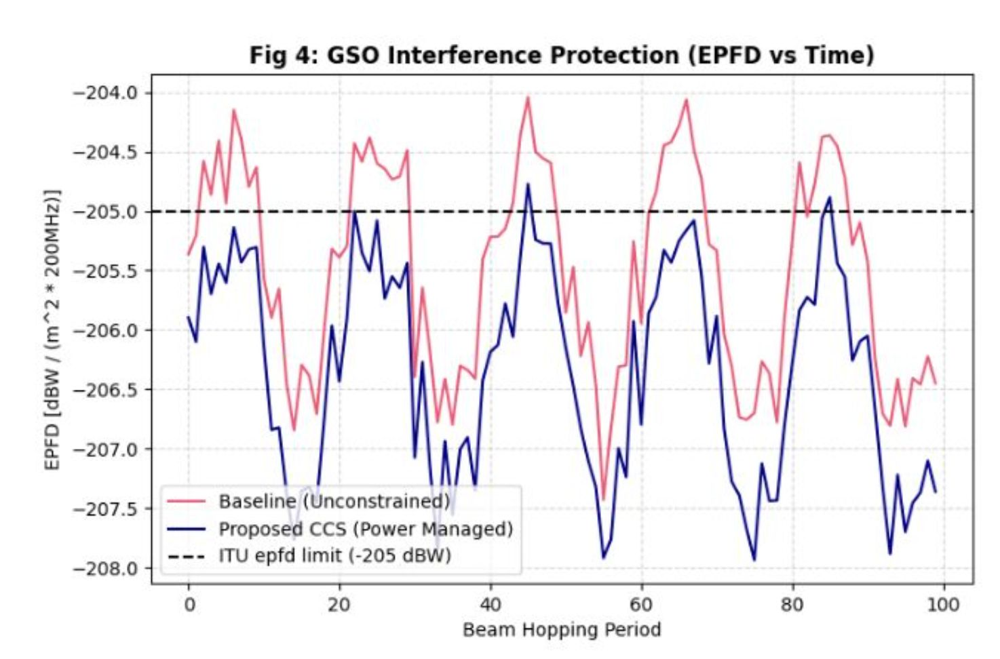 Fig 4: GSO Interference Protection (EPFD vs Time)
EPFD [dBW / (m^2 * 200MHz)]
−204.0
−204.5
−205.0
−205.5
−206.0
−206.5
−207.0
−207.5
−208.0
Baseline (Unconstrained)
Proposed CCS (Power Managed)
ITU epfd limit (-205 dBW)
0 20 40 60 80 100
Beam Hopping Period